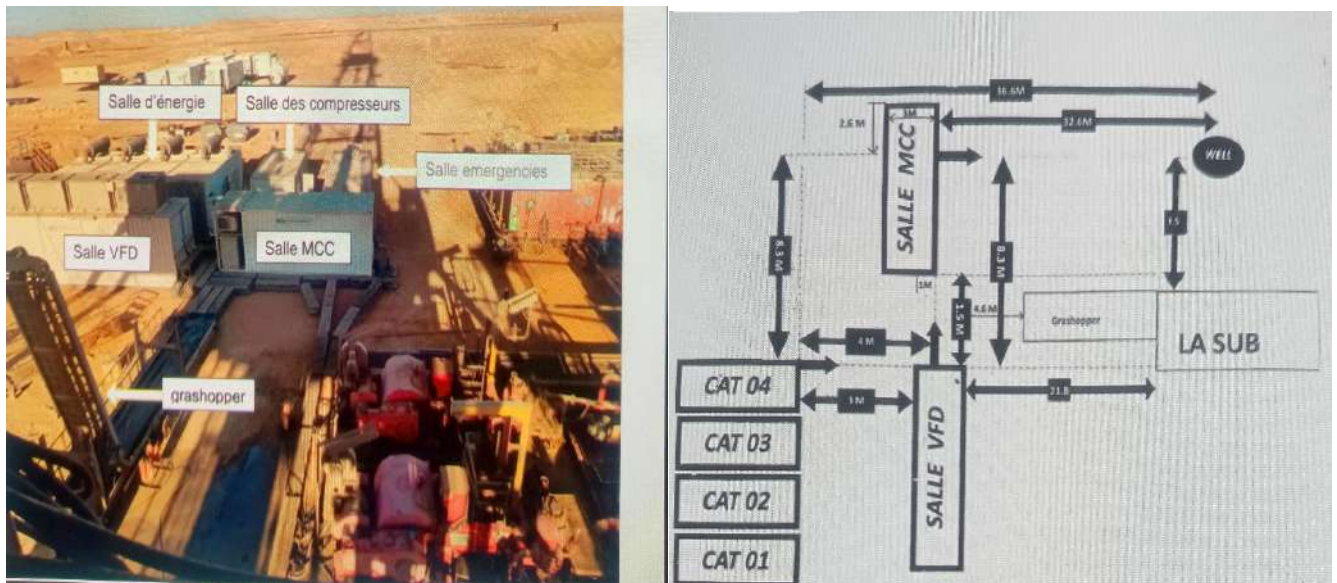 Salle d'énergie
Salle des compresseurs
Salle emergencies
Salle VFD
Salle MCC
grashopper
36.6M
3M
2.6 M
32.6M
WELL
SALLE MCC
8.3 M
8.3 M
1M
1.5 M
4.6 M
Grashopper
LA SUB
4 M
CAT 04
3 M
21.8
CAT 03
SALLE VFD
CAT 02
CAT 01